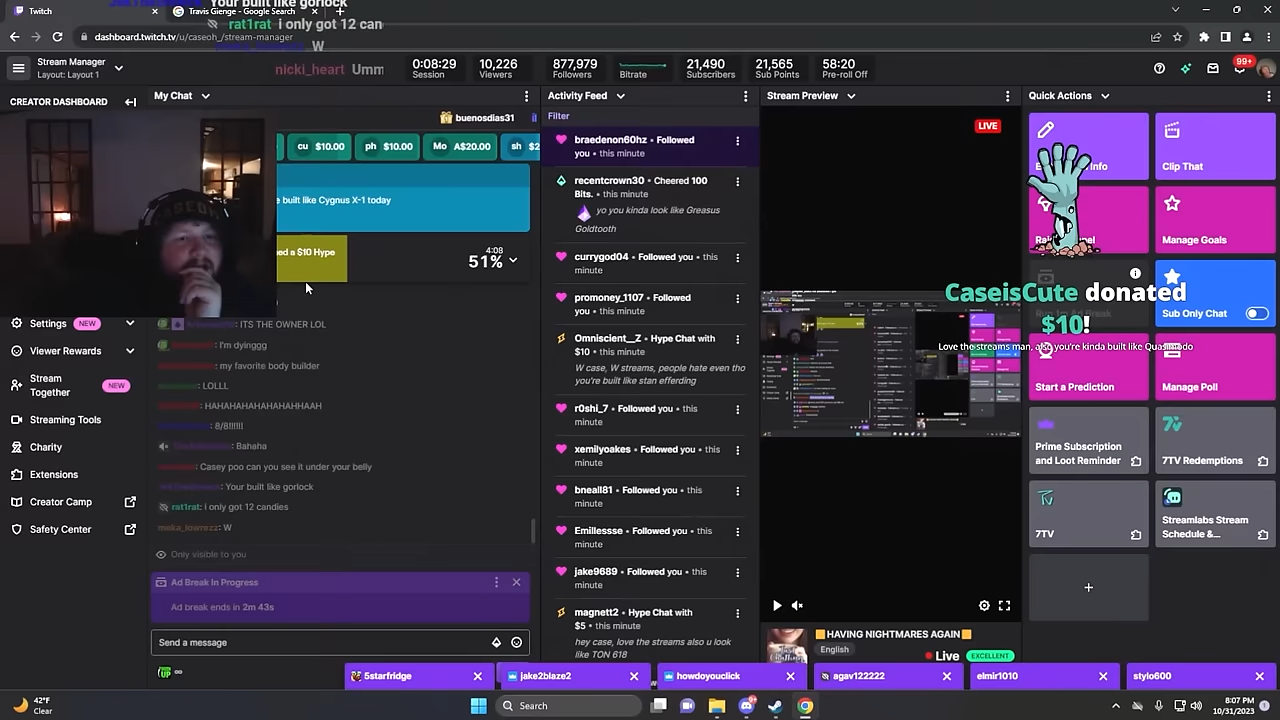 Twitch
Travis Gienge - Google Search
Your built like gorlock
rat1rat i only got 12 can
W
nicki_heart Umm
dashboard.twitch.tv/u/caseoh_/stream-manager
Stream Manager
Layout: Layout 1
0:08:29
Session
10,226
Viewers
877,979
Followers
Bitrate
21,490
Subscribers
21,565
Sub Points
58:20
Pre-roll Off
99+
CREATOR DASHBOARD
Settings NEW
Viewer Rewards
Stream Together NEW
Streaming Tools
Charity
Extensions
Creator Camp
Safety Center
My Chat
buenosdias31
cu $10.00
ph $10.00
Mo
sh $2
built like Cygnus X-1 today
ed a $10 Hype
4:08
51%
: ITS THE OWNER LOL
: I'm dyinggg
: my favorite body builder
: LOLLL
: HAHAHAHAHAHAHHAAH
: 8/8!!!!!!
: Bahaha
: Casey poo can you see it under your belly
: Your built like gorlock
rat1rat: i only got 12 candies
: W
Only visible to you
Ad Break In Progress
Ad break ends in 2m 43s
Send a message
Activity Feed
Filter
braedenon60hz • Followed
you • this minute
recentcrown30 • Cheered 100
Bits. • this minute
yo you kinda look like Greasus
Goldtooth
currygod04 • Followed you • this
minute
promoney_1107 • Followed
you • this minute
Omniscient__Z • Hype Chat with
$10 • this minute
W case, W stream, people hate even tho
you're just like start effending
r0shi_7 • Followed you • this
minute
xemilyoakes • Followed you • this
minute
bneall81 • Followed you • this
minute
Emillessse • Followed you • this
minute
jake9689 • Followed you • this
minute
magnett2 • Hype Chat with
$5 • this minute
hey case, love the streams also u look
like TON 618
Stream Preview
LIVE
HAVING NIGHTMARES AGAIN
English
Live EXCELLENT
Quick Actions
Info
Clip That
Manage Goals
CaseisCute donated
$10!
Love the streams man, also you're kinda built like Quasimodo
Sub Only Chat
Start a Prediction
Manage Poll
Prime Subscription
and Loot Reminder
7TV Redemptions
7TV
Streamlabs Stream
Schedule &...
5starfridge
jake2blaze2
howdoyouclick
agav122222
elmir1010
stylo600
42°F
Clear
Search
8:07 PM
10/31/2023